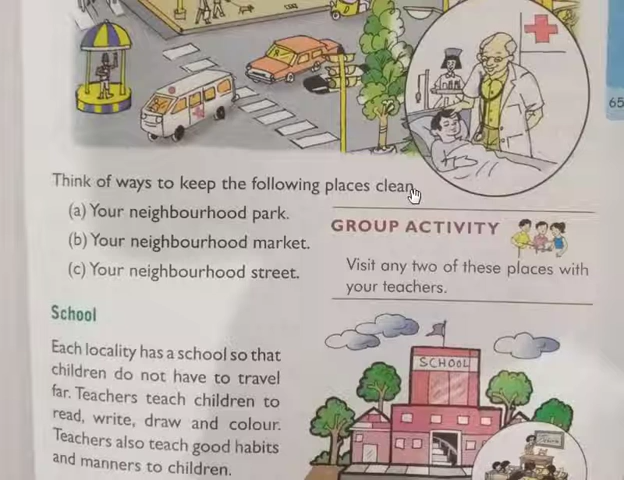 65
Think of ways to keep the following places clean.
(a) Your neighbourhood park.
(b) Your neighbourhood market.
(c) Your neighbourhood street.
GROUP ACTIVITY
Visit any two of these places with
your teachers.
School
Each locality has a school so that
children do not have to travel
far. Teachers teach children to
read, write, draw and colour.
Teachers also teach good habits
and manners to children.
SCHOOL